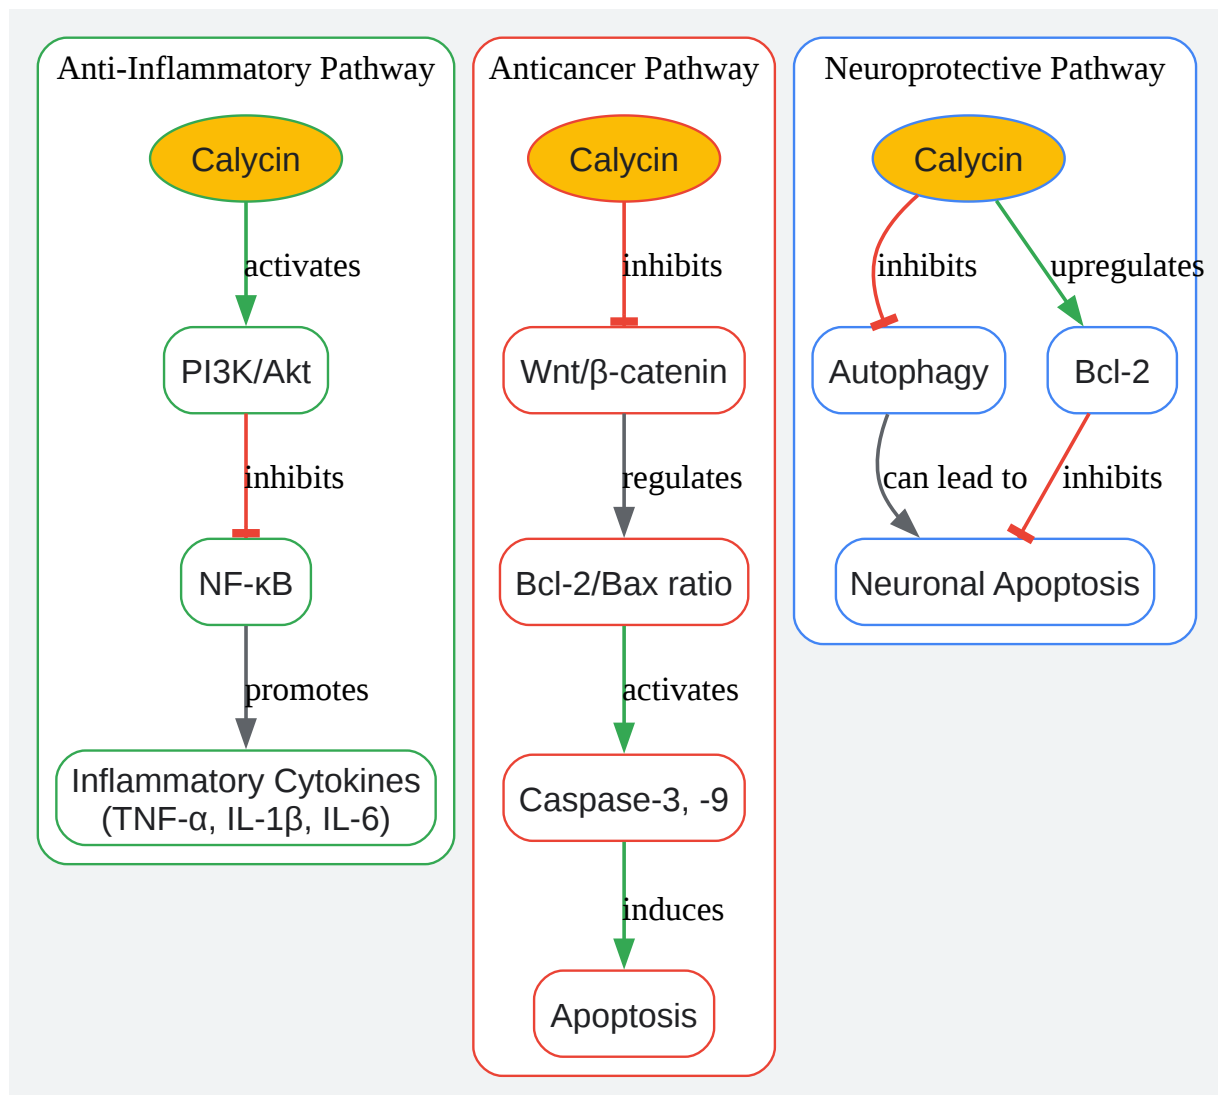 Anti-Inflammatory Pathway
Calycin
activates
PI3K/Akt
inhibits
NF-κB
promotes
Inflammatory Cytokines
(TNF-α, IL-1β, IL-6)
Anticancer Pathway
Calycin
inhibits
Wnt/β-catenin
regulates
Bcl-2/Bax ratio
activates
Caspase-3, -9
induces
Apoptosis
Neuroprotective Pathway
Calycin
inhibits
upregulates
Autophagy
Bcl-2
can lead to
inhibits
Neuronal Apoptosis